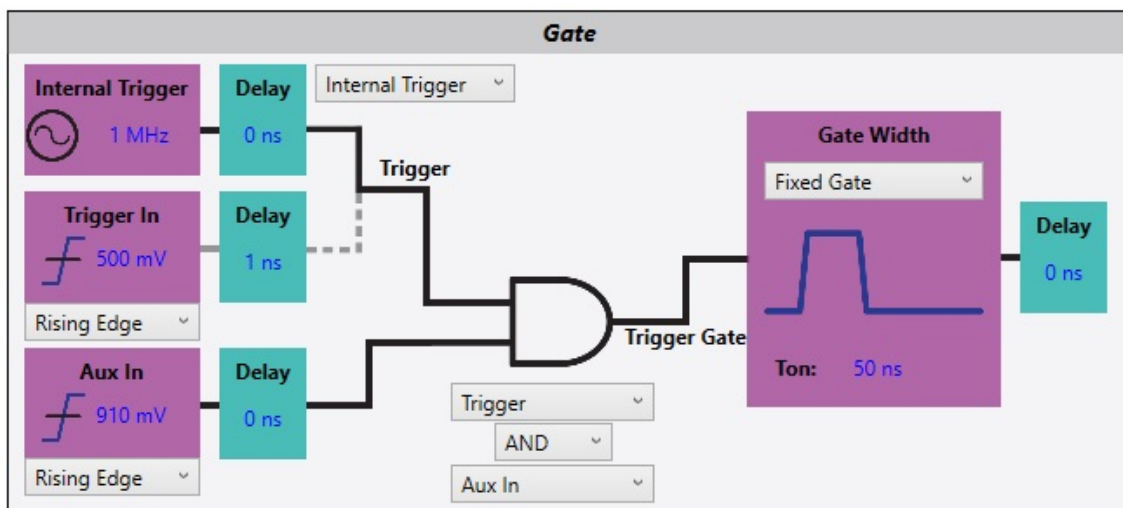 Gate
Internal Trigger
1 MHz
Delay
0 ns
Internal Trigger
Trigger
Trigger In
500 mV
Rising Edge
Delay
1 ns
Aux In
910 mV
Rising Edge
Delay
0 ns
Trigger Gate
Trigger
AND
Aux In
Gate Width
Fixed Gate
Ton: 50 ns
Delay
0 ns